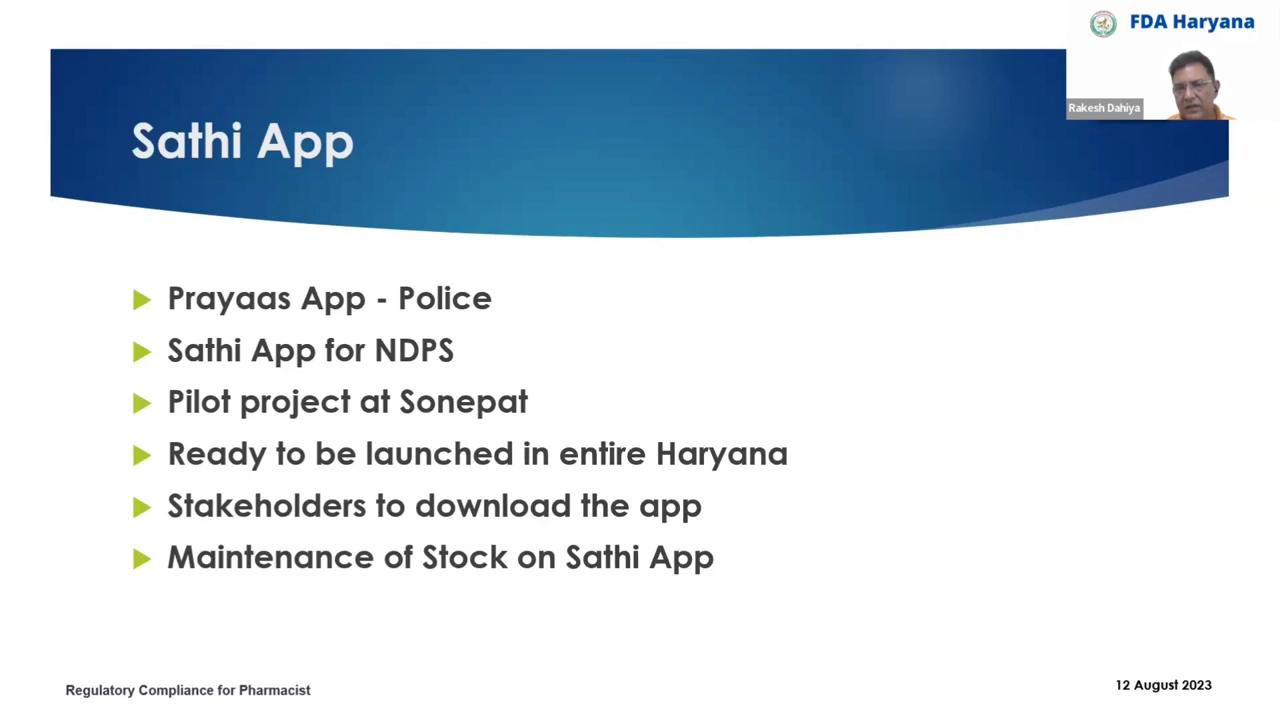 FDA Haryana
Rakesh Dahiya
Sathi App
Prayaas App - Police
Sathi App for NDPS
Pilot project at Sonepat
Ready to be launched in entire Haryana
Stakeholders to download the app
Maintenance of Stock on Sathi App
Regulatory Compliance for Pharmacist
12 August 2023